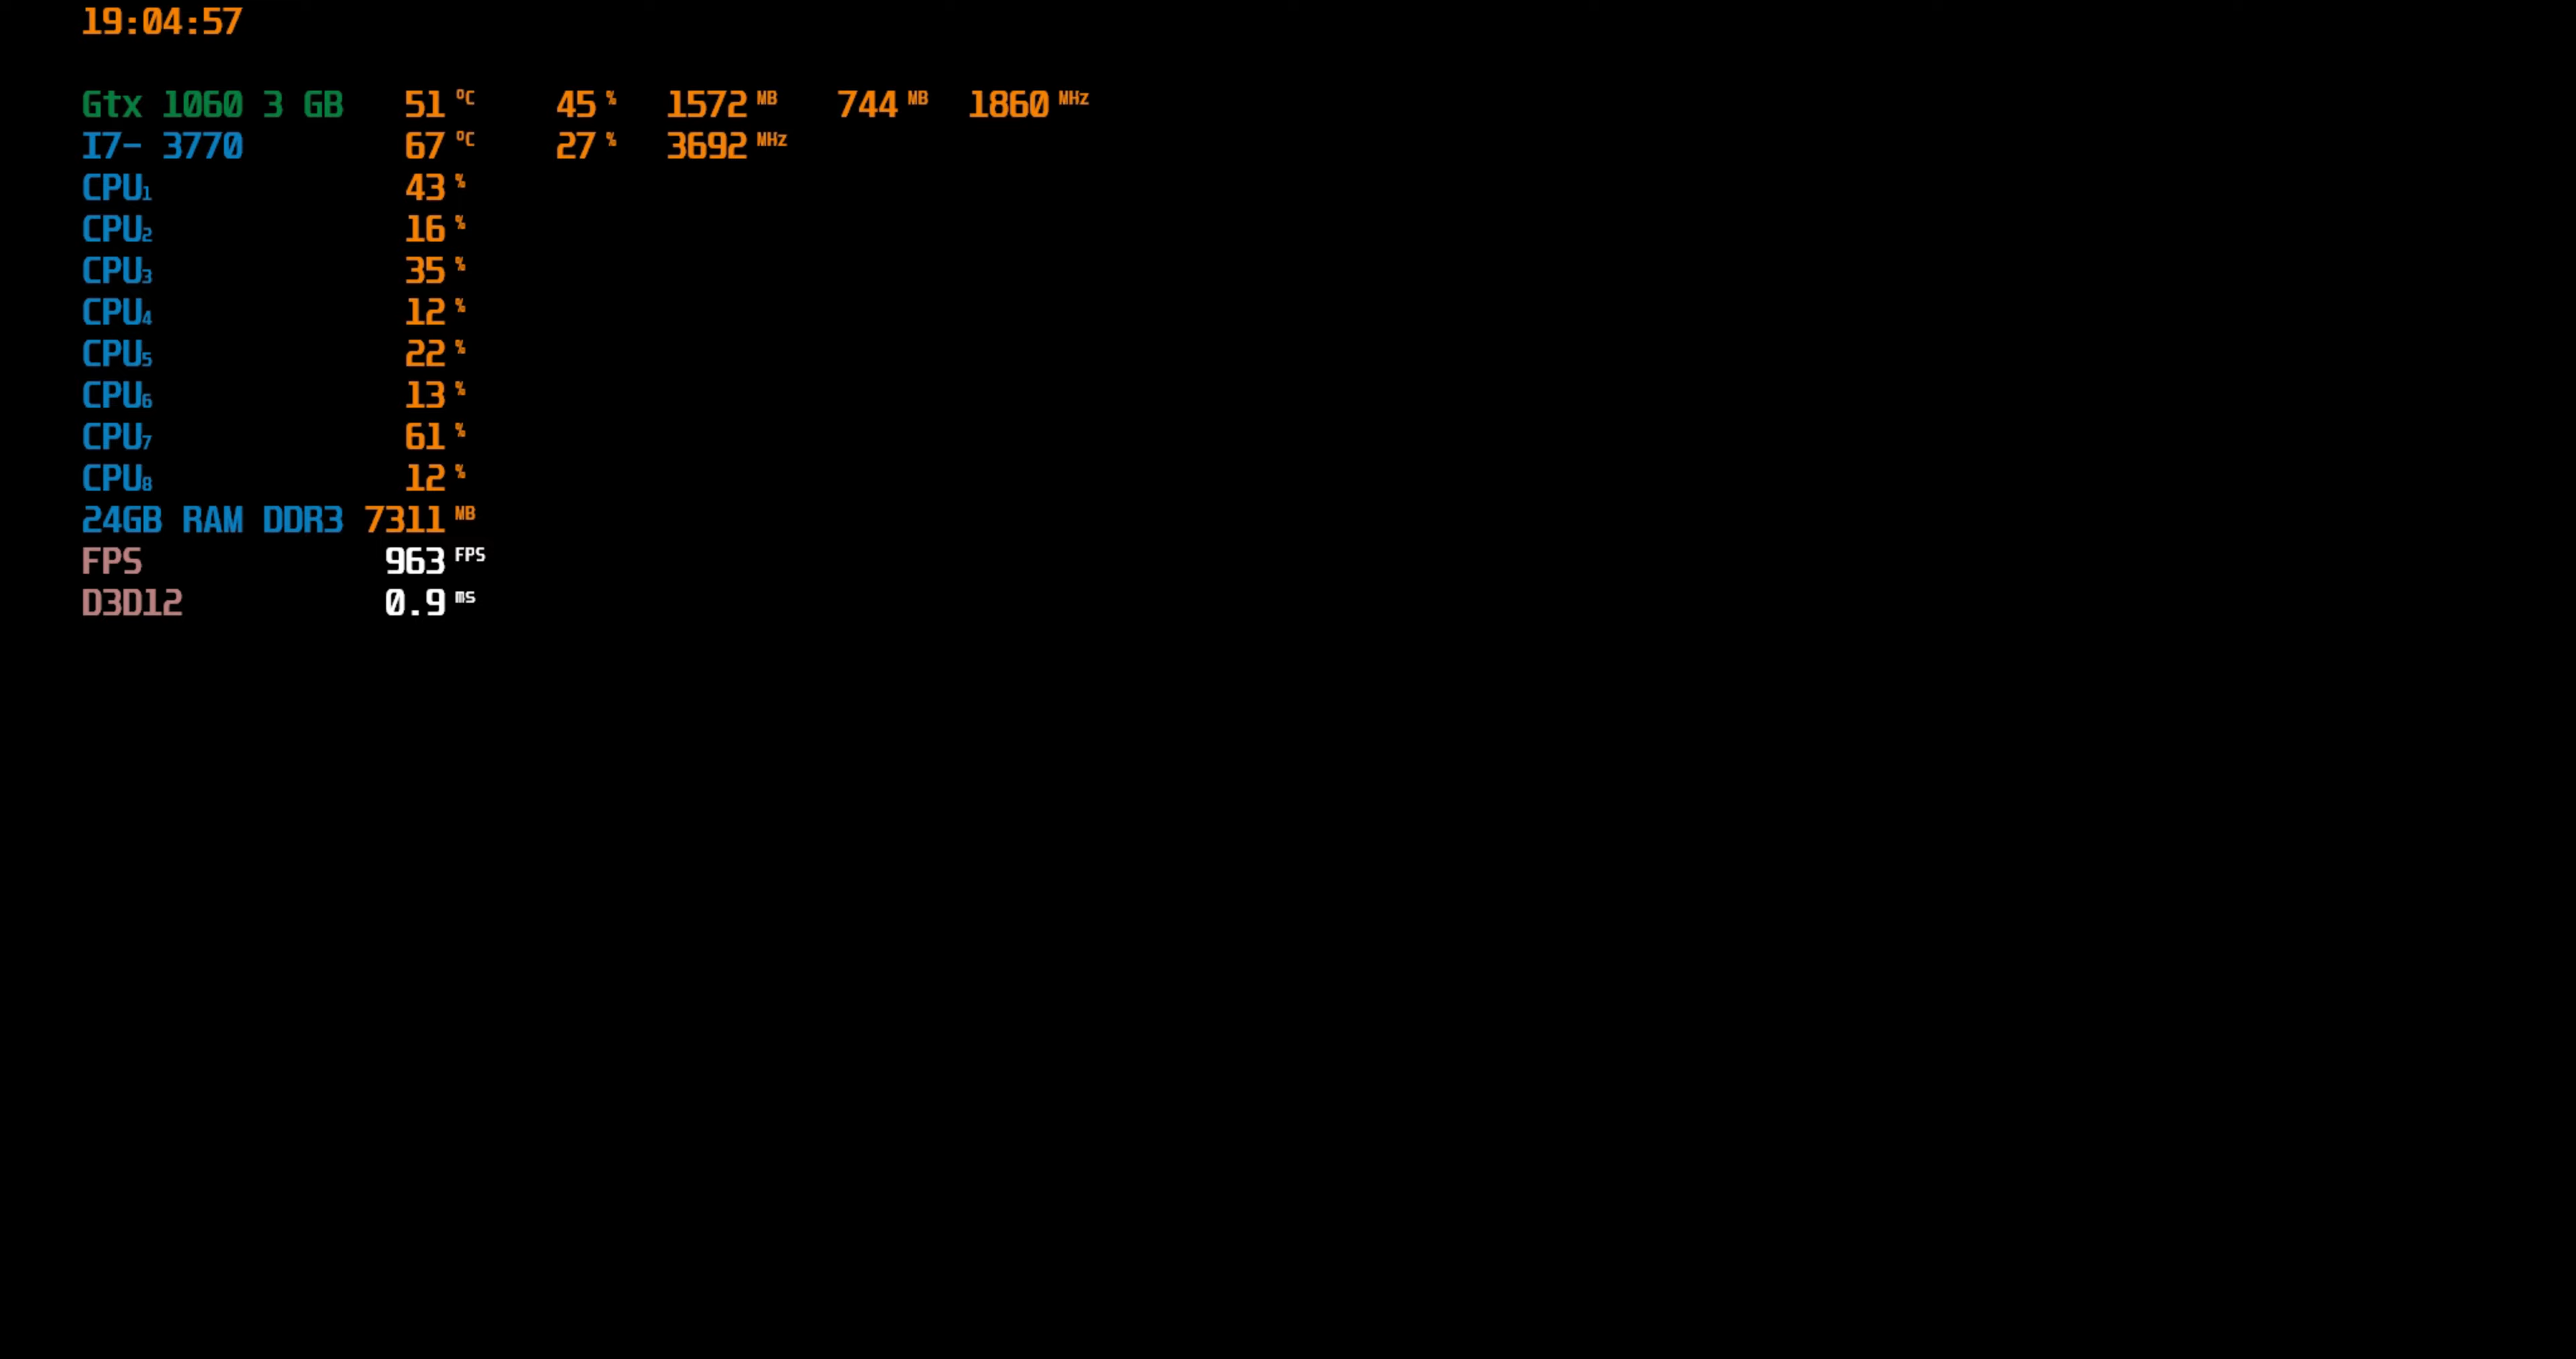 19:04:57
Gtx 1060 3 GB 51 °C 45 % 1572 MB 744 MB 1860 MHz
I7- 3770 67 °C 27 % 3692 MHz
CPU1 43 %
CPU2 16 %
CPU3 35 %
CPU4 12 %
CPU5 22 %
CPU6 13 %
CPU7 61 %
CPU8 12 %
24GB RAM DDR3 7311 MB
FPS 963 FPS
D3D12 0.9 ms